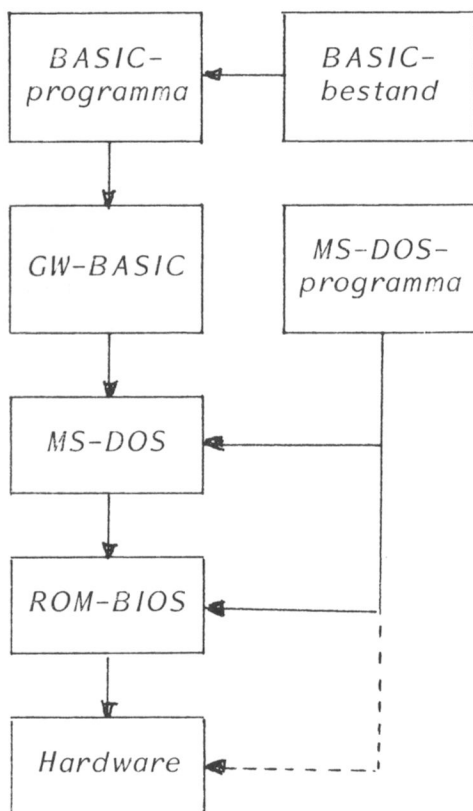 BASIC-
programma
BASIC-
bestand
GW-BASIC
MS-DOS-
programma
MS-DOS
ROM-BIOS
Hardware